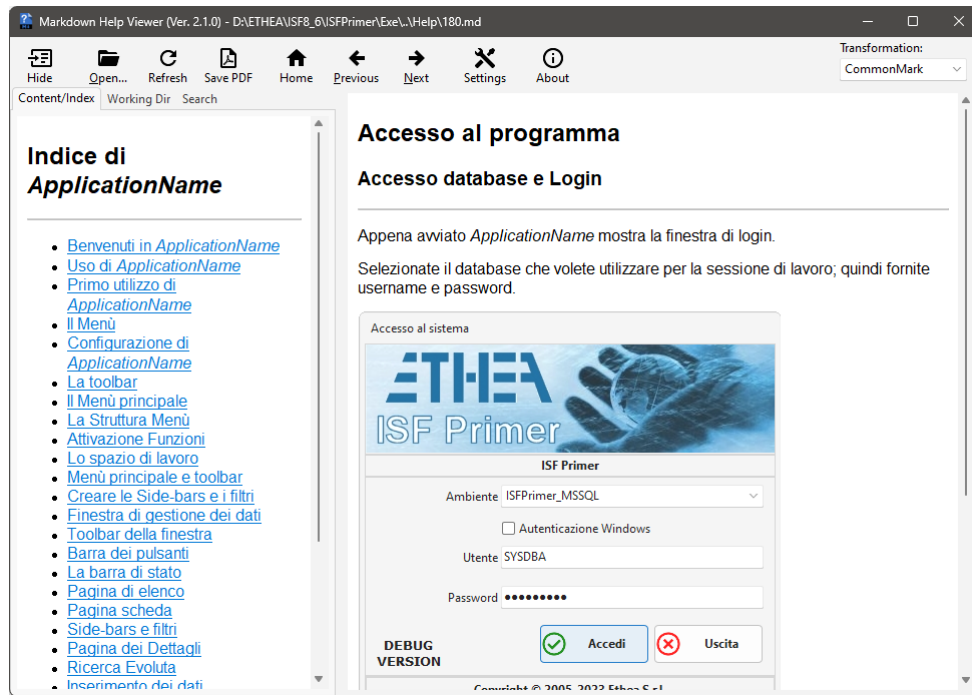 Markdown Help Viewer (Ver. 2.1.0) - D:\ETHEA\ISF8_6\ISFPrimer\Exe\..\Help\180.md
Hide
Open...
Refresh
Save PDF
Home
Previous
Next
Settings
About
Transformation:
CommonMark
Content/Index
Working Dir
Search
Indice di
ApplicationName
Benvenuti in ApplicationName
Uso di ApplicationName
Primo utilizzo di
ApplicationName
Il Menù
Configurazione di
ApplicationName
La toolbar
Il Menù principale
La Struttura Menù
Attivazione Funzioni
Lo spazio di lavoro
Menù principale e toolbar
Creare le Side-bars e i filtri
Finestra di gestione dei dati
Toolbar della finestra
Barra dei pulsanti
La barra di stato
Pagina di elenco
Pagina scheda
Side-bars e filtri
Pagina dei Dettagli
Ricerca Evoluta
Inserimento dei dati
Accesso al programma
Accesso database e Login
Appena avviato ApplicationName mostra la finestra di login.
Selezionate il database che volete utilizzare per la sessione di lavoro; quindi fornite
username e password.
Accesso al sistema
ETHEA
ISF Primer
ISF Primer
Ambiente ISFPrimer_MSSQL
Autenticazione Windows
Utente SYSDBA
Password •••••••••
DEBUG
VERSION
Accedi
Uscita
Copyright © 2005-2023 Ethea S.r.l.